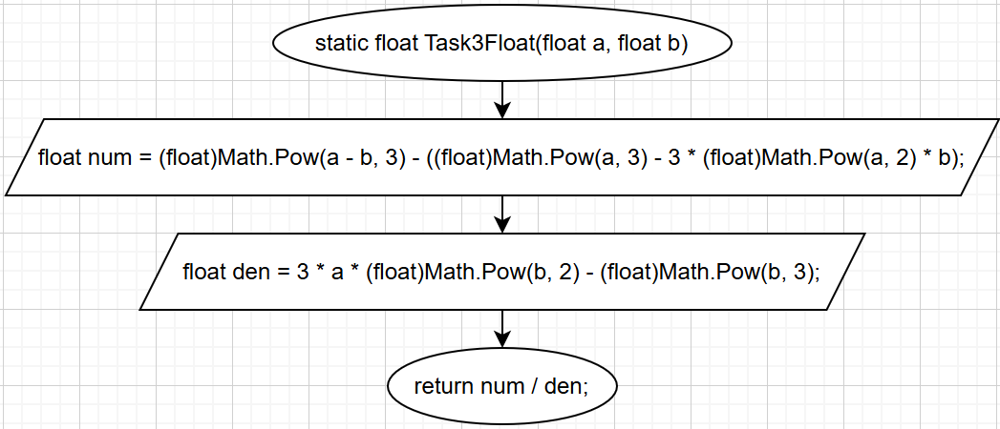 static float Task3Float(float a, float b)
float num = (float)Math.Pow(a - b, 3) - ((float)Math.Pow(a, 3) - 3 * (float)Math.Pow(a, 2) * b);
float den = 3 * a * (float)Math.Pow(b, 2) - (float)Math.Pow(b, 3);
return num / den;